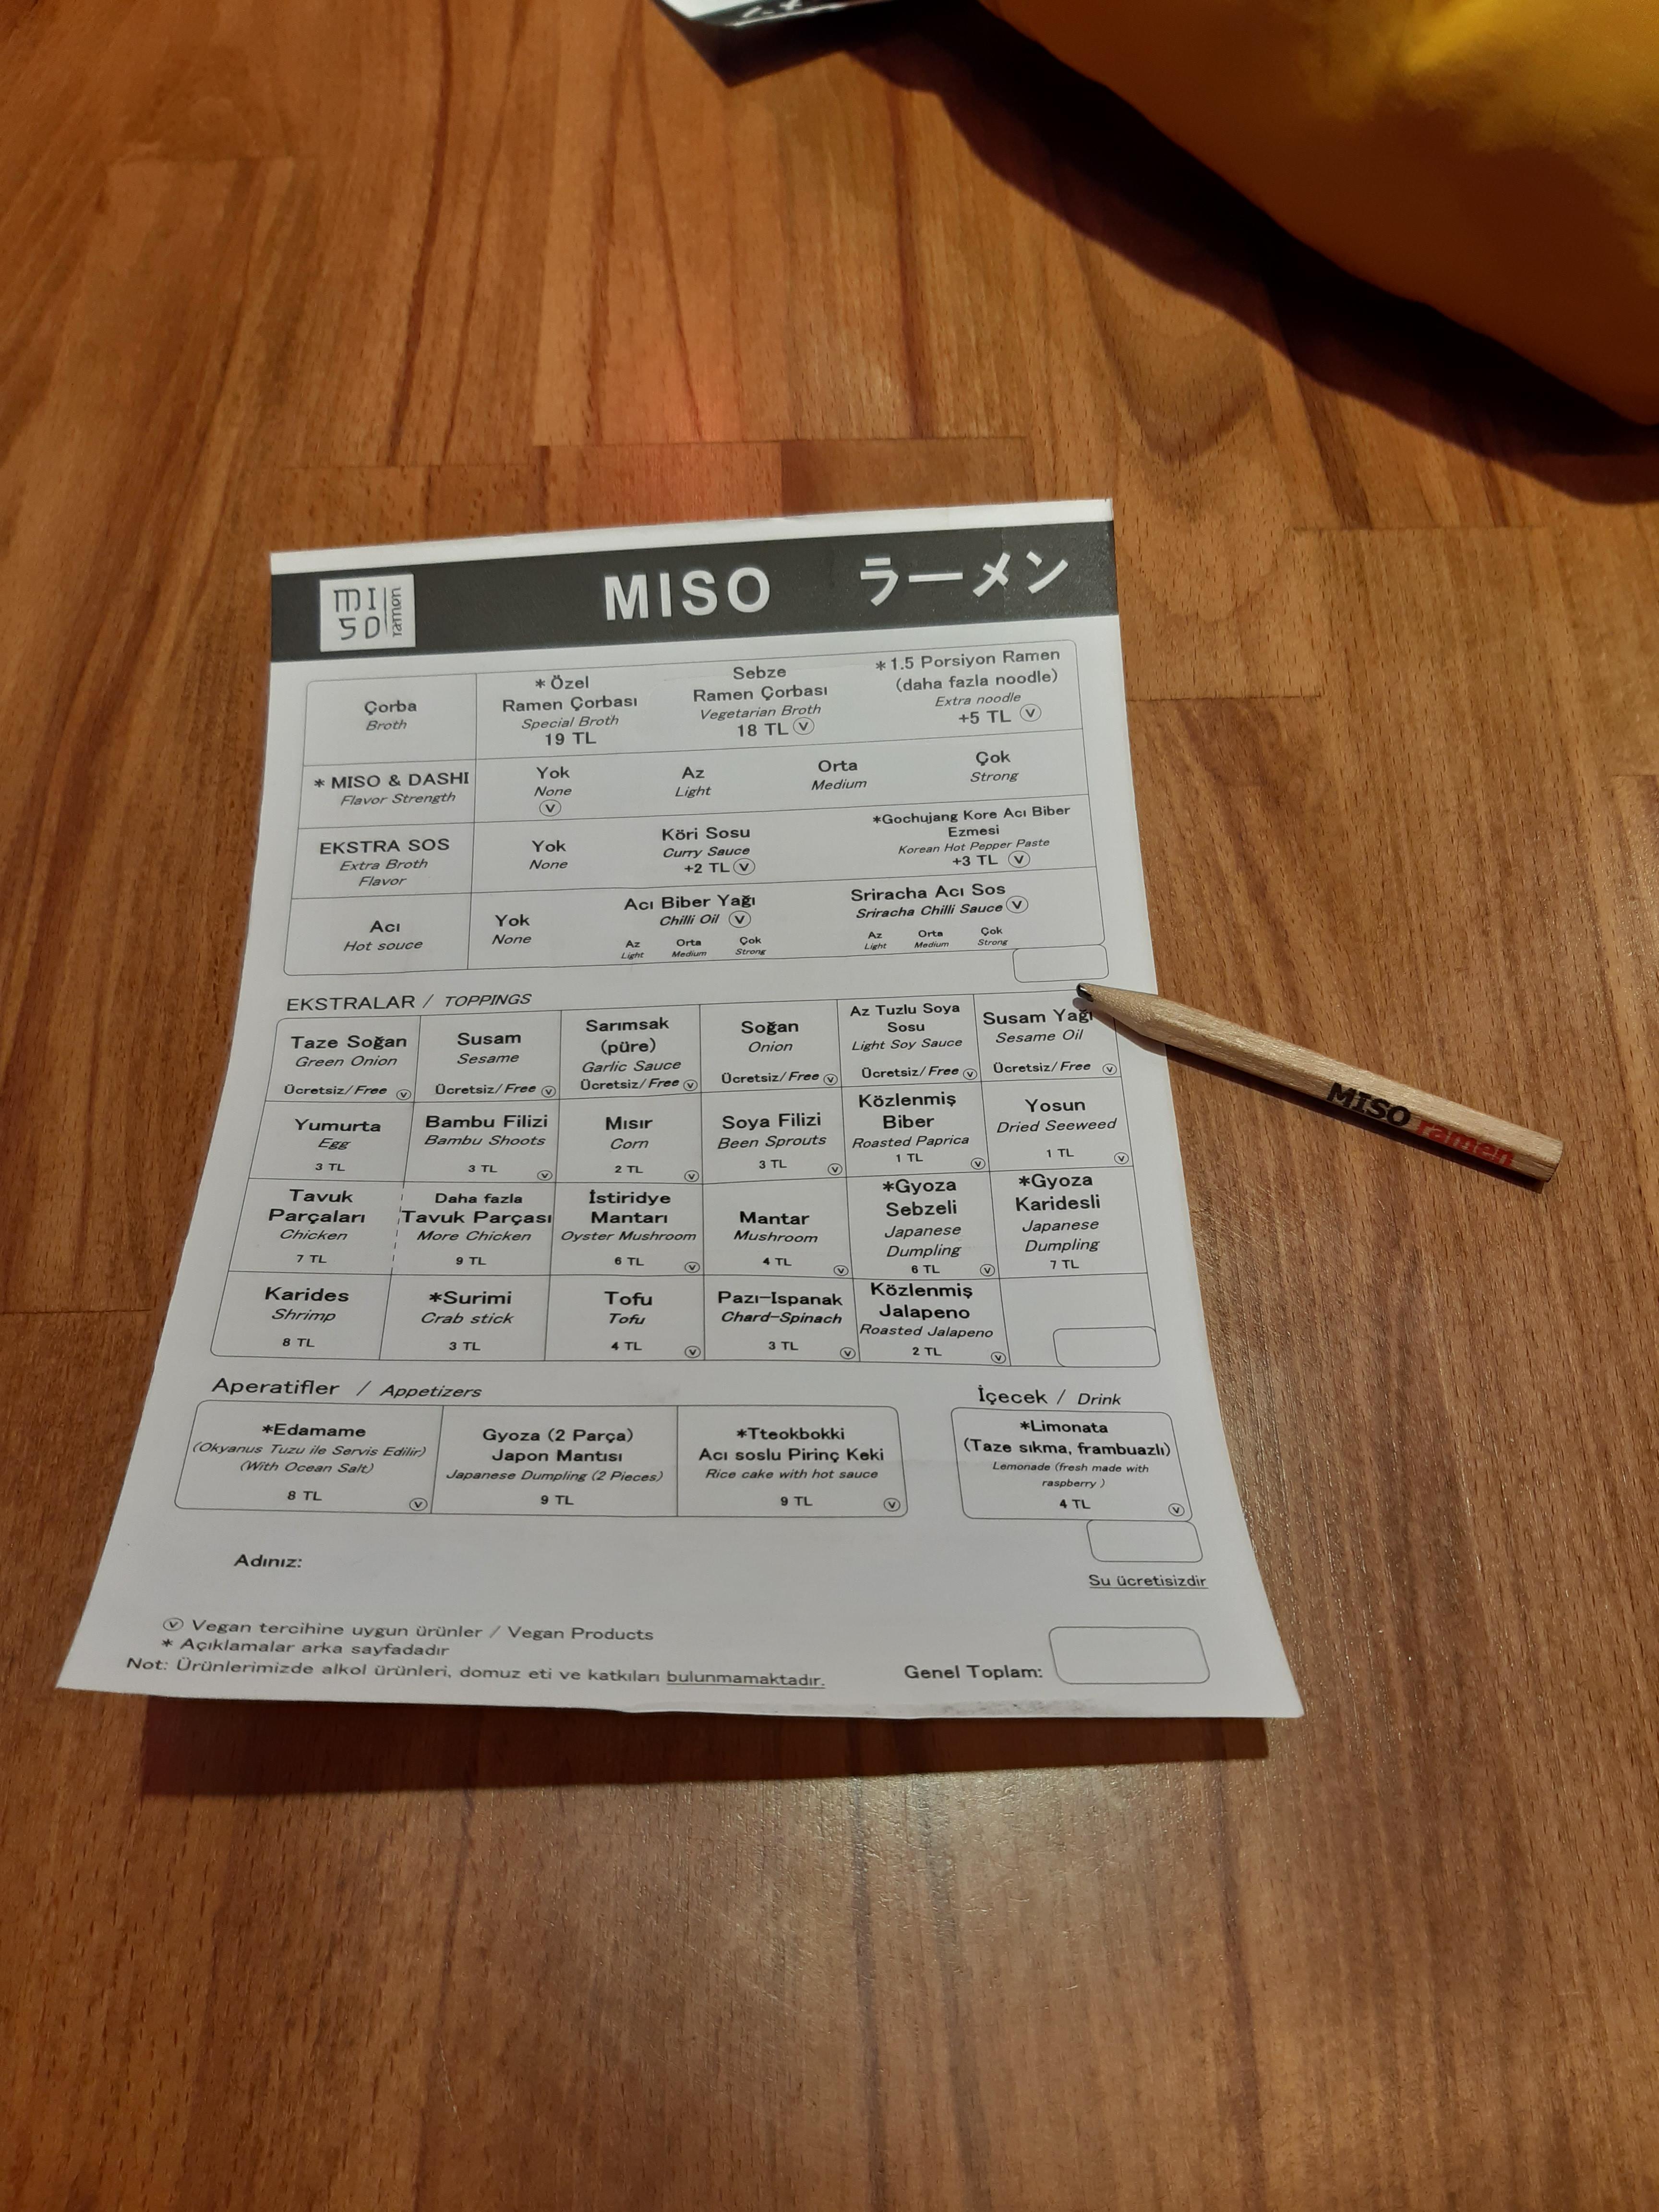 MISO ramen
MISO ラーメン
Çorba
Broth
* Özel
Ramen Çorbası
Special Broth
19 TL
Sebze
Ramen Çorbası
Vegetarian Broth
18 TL Ⓥ
* 1.5 Porsiyon Ramen
(daha fazla noodle)
Extra noodle
+5 TL Ⓥ
* MISO & DASHI
Flavor Strength
Yok
None
Ⓥ
Az
Light
Orta
Medium
Çok
Strong
EKSTRA SOS
Extra Broth
Flavor
Yok
None
Köri Sosu
Curry Sauce
+2 TL Ⓥ
*Gochujang Kore Acı Biber
Ezmesi
Korean Hot Pepper Paste
+3 TL Ⓥ
Acı
Hot souce
Yok
None
Acı Biber Yağı
Chilli Oil Ⓥ
Az
Light
Orta
Medium
Çok
Strong
Sriracha Acı Sos
Sriracha Chilli Sauce Ⓥ
Az
Light
Orta
Medium
Çok
Strong
EKSTRALAR / TOPPINGS
Taze Soğan
Green Onion
Ücretsiz/ Free Ⓥ
Susam
Sesame
Ücretsiz/ Free Ⓥ
Sarımsak
(püre)
Garlic Sauce
Ücretsiz/ Free Ⓥ
Soğan
Onion
Ücretsiz/ Free Ⓥ
Az Tuzlu Soya
Sosu
Light Soy Sauce
Ücretsiz/ Free Ⓥ
Susam Yağı
Sesame Oil
Ücretsiz/ Free Ⓥ
Yumurta
Egg
3 TL
Bambu Filizi
Bambu Shoots
3 TL Ⓥ
Mısır
Corn
2 TL Ⓥ
Soya Filizi
Been Sprouts
3 TL Ⓥ
Közlenmiş
Biber
Roasted Paprica
1 TL Ⓥ
Yosun
Dried Seeweed
1 TL Ⓥ
Tavuk
Parçaları
Chicken
7 TL
Daha fazla
Tavuk Parçası
More Chicken
9 TL
İstiridye
Mantarı
Oyster Mushroom
6 TL Ⓥ
Mantar
Mushroom
4 TL Ⓥ
*Gyoza
Sebzeli
Japanese
Dumpling
6 TL Ⓥ
*Gyoza
Karidesli
Japanese
Dumpling
7 TL
Karides
Shrimp
8 TL
*Surimi
Crab stick
3 TL
Tofu
Tofu
4 TL Ⓥ
Pazı-Ispanak
Chard-Spinach
3 TL Ⓥ
Közlenmiş
Jalapeno
Roasted Jalapeno
2 TL Ⓥ
Aperatifler / Appetizers
*Edamame
(Okyanus Tuzu ile Servis Edilir)
(With Ocean Salt)
8 TL Ⓥ
Gyoza (2 Parça)
Japon Mantısı
Japanese Dumpling (2 Pieces)
9 TL
*Tteokbokki
Acı soslu Pirinç Keki
Rice cake with hot sauce
9 TL Ⓥ
İçecek / Drink
*Limonata
(Taze sıkma, frambuazlı)
Lemonade (fresh made with
raspberry )
4 TL Ⓥ
Adınız:
Su ücretisizdir
Ⓥ Vegan tercihine uygun ürünler / Vegan Products
* Açıklamalar arka sayfadadır
Not: Ürünlerimizde alkol ürünleri, domuz eti ve katkıları bulunmamaktadır.
Genel Toplam:
MISO ramen